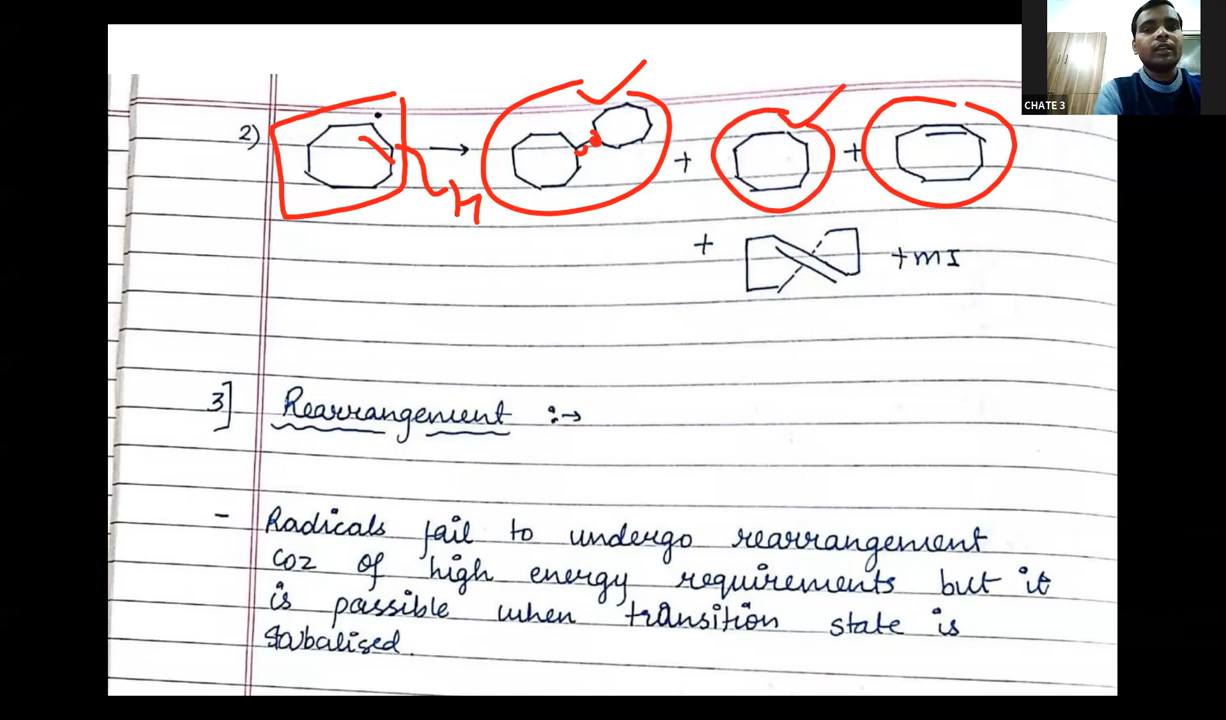 CHATE 3
2)
→ + +
H
+ + mI
3] Rearrangement :→
- Radicals fail to undergo rearrangement
coz of high energy requirements but it
is possible when transition state is
stabalised.